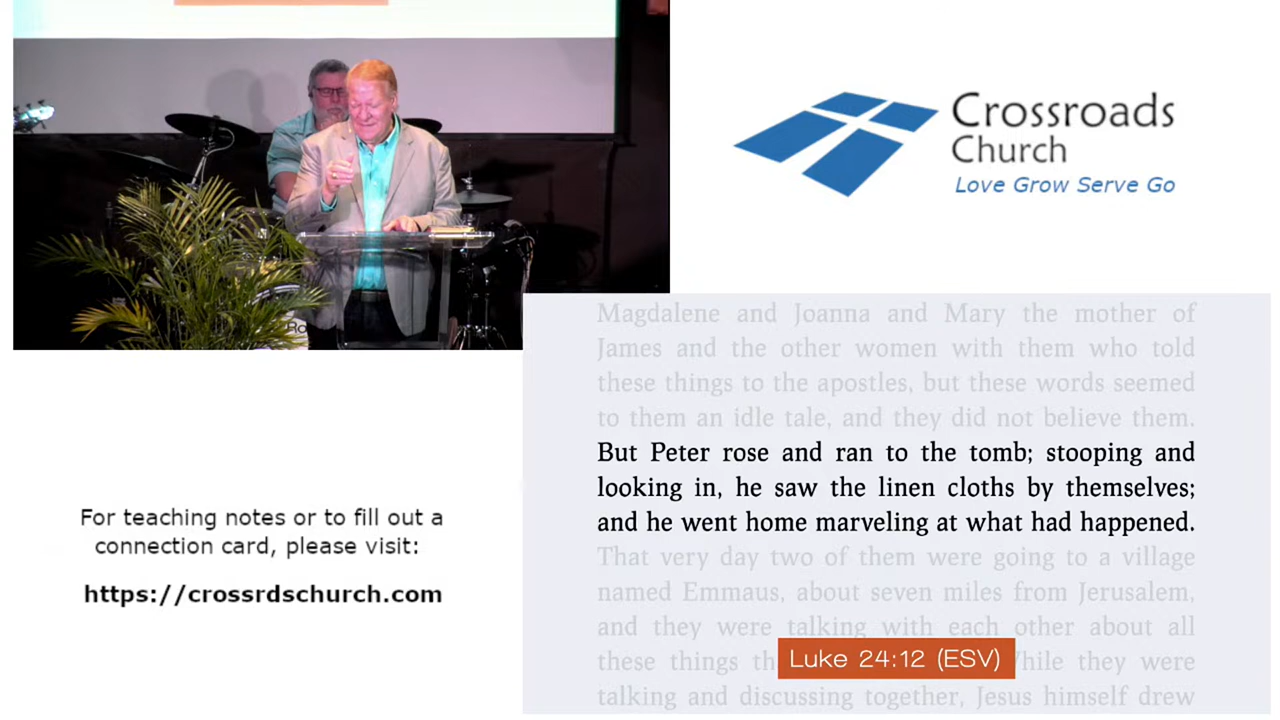 Crossroads
Church
Love Grow Serve Go
Magdalene and Joanna and Mary the mother of
James and the other women with them who told
these things to the apostles, but these words seemed
to them an idle tale, and they did not believe them.
But Peter rose and ran to the tomb; stooping and
looking in, he saw the linen cloths by themselves;
and he went home marveling at what had happened.
That very day two of them were going to a village
named Emmaus, about seven miles from Jerusalem,
and they were talking with each other about all
these things While they were
Luke 24:12 (ESV)
talking and discussing together, Jesus himself drew
For teaching notes or to fill out a
connection card, please visit:
https://crossrdschurch.com